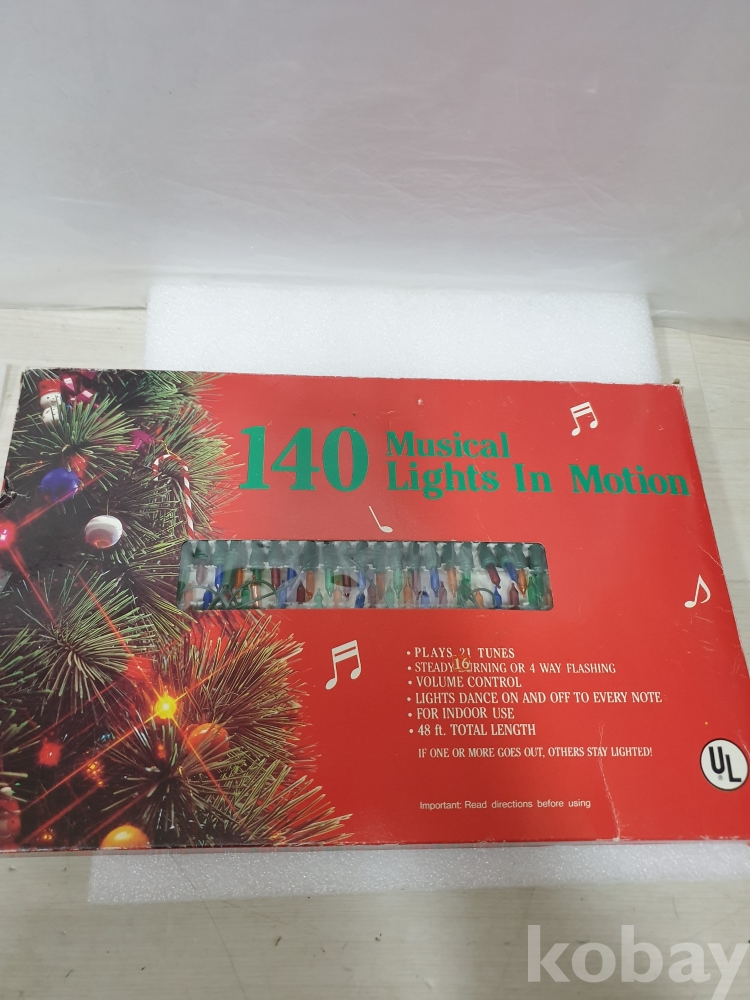 140 Musical
Lights In Motion
• PLAYS 21 TUNES
16
• STEADY BURNING OR 4 WAY FLASHING
• VOLUME CONTROL
• LIGHTS DANCE ON AND OFF TO EVERY NOTE
• FOR INDOOR USE
• 48 ft. TOTAL LENGTH
IF ONE OR MORE GOES OUT, OTHERS STAY LIGHTED!
UL
Important: Read directions before using
kobay